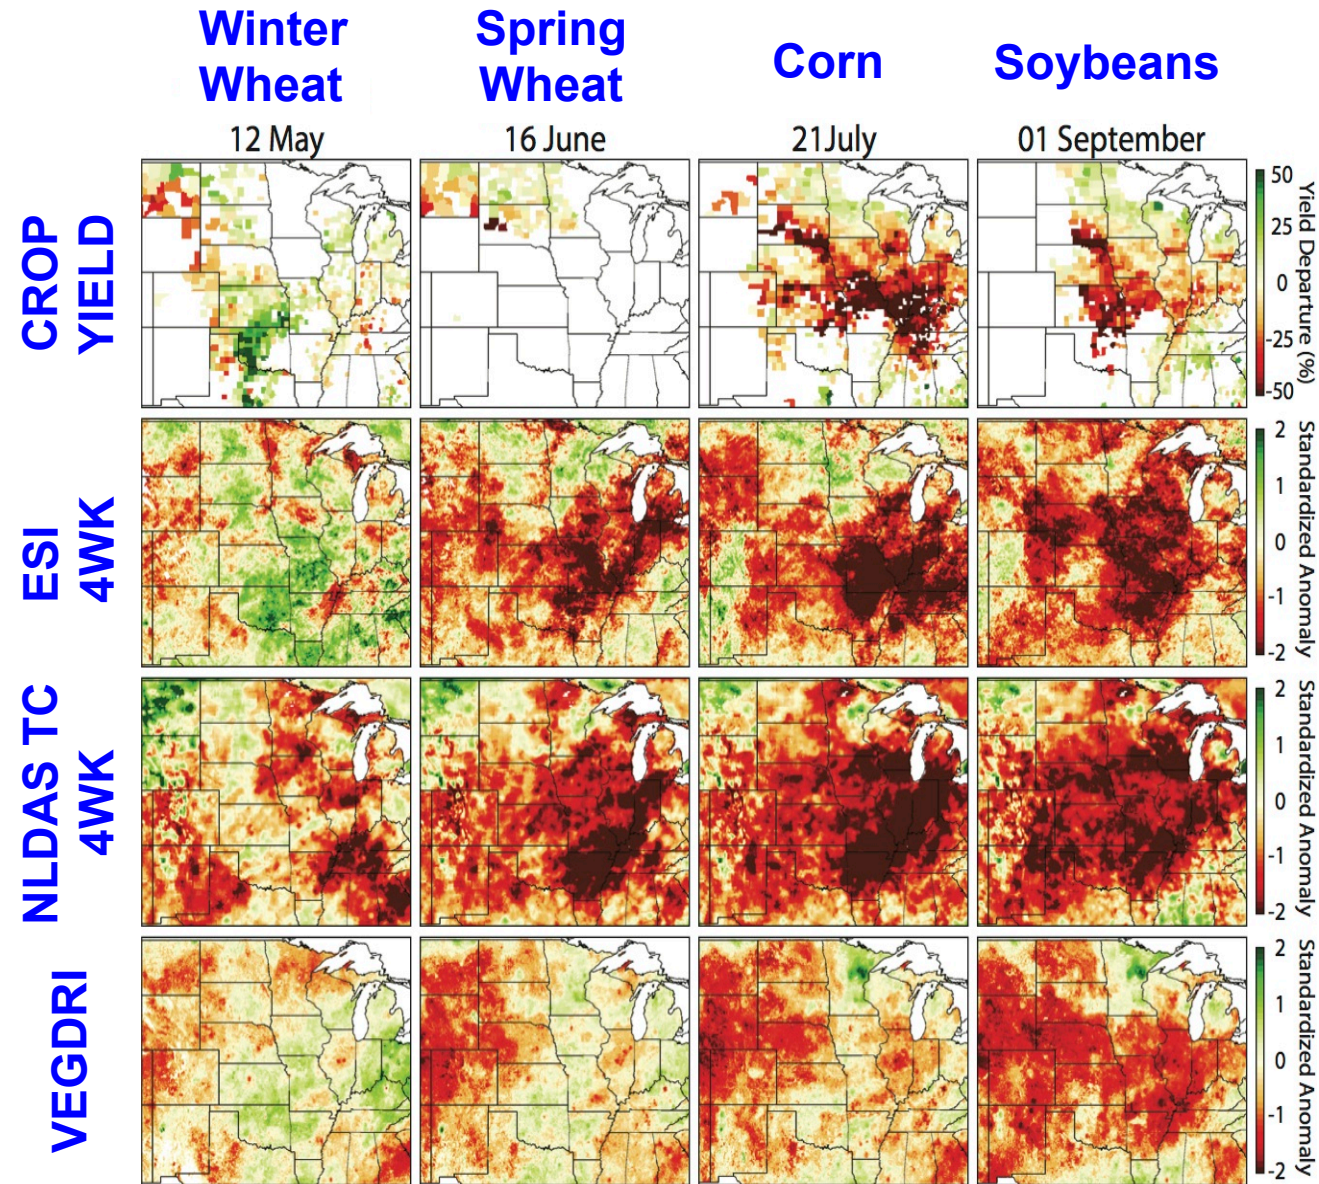 Winter
Wheat
Spring
Wheat
Corn
Soybeans
12 May
16 June
21July
01 September
CROP
YIELD
50
25
0
-25
-50
Yield Departure (%)
ESI
4WK
2
1
0
-1
-2
Standardized Anomaly
NLDAS TC
4WK
2
1
0
-1
-2
Standardized Anomaly
VEGDRI
2
1
0
-1
-2
Standardized Anomaly